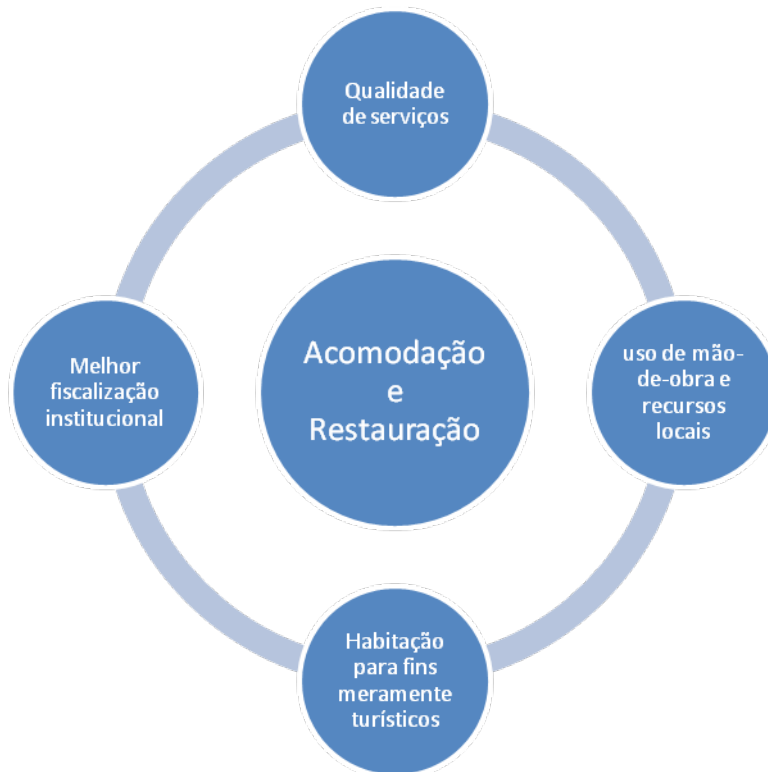 Qualidade
de serviços
Melhor
fiscalização
institucional
Acomodação
e
Restauração
uso de mão-
de-obra e
recursos
locais
Habitação
para fins
meramente
turísticos